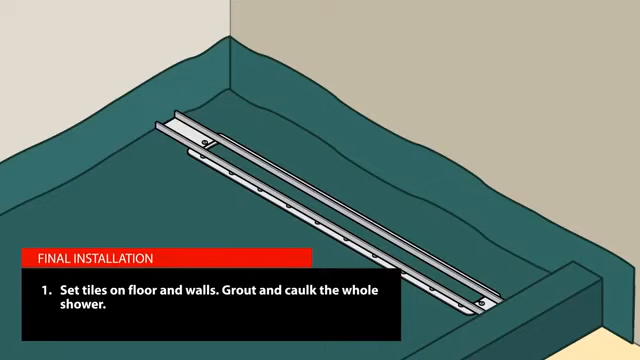 FINAL INSTALLATION
1. Set tiles on floor and walls. Grout and caulk the whole
shower.